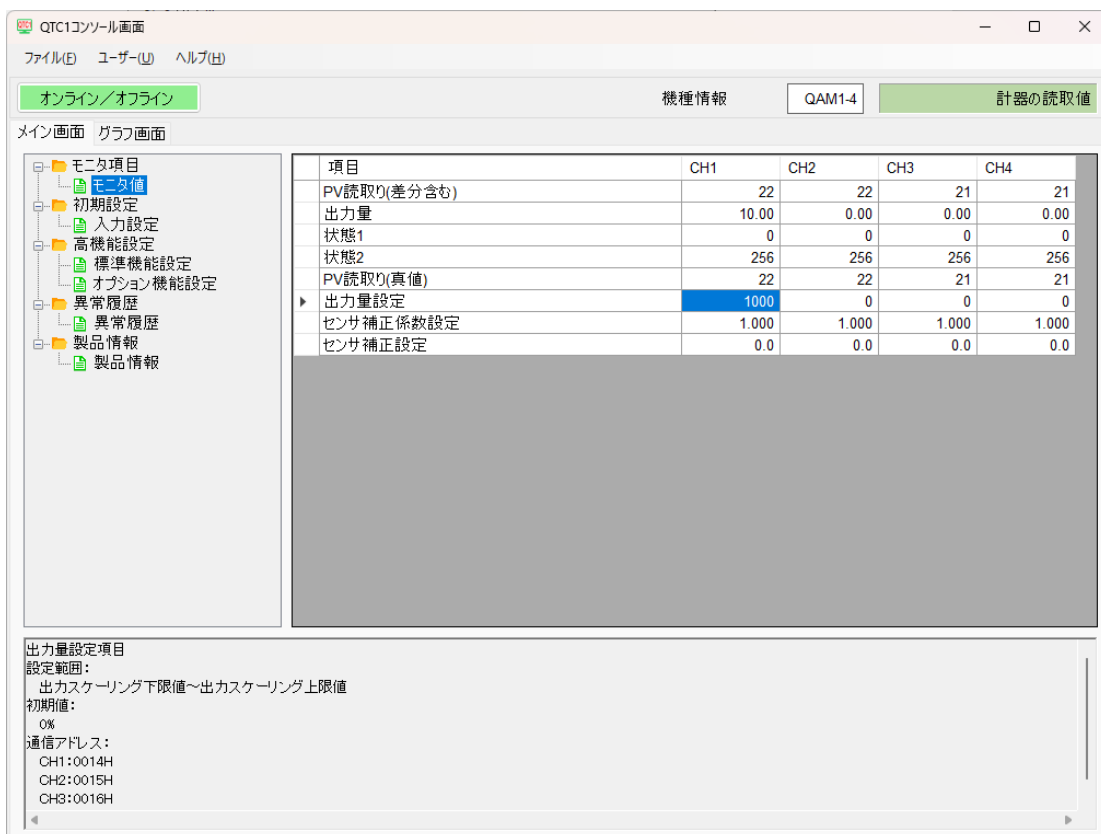 QTC1コンソール画面
ファイル(F) ユーザー(U) ヘルプ(H)
オンライン／オフライン 機種情報 QAM1-4 計器の読取値
メイン画面 グラフ画面
モニタ項目
モニタ値
初期設定
入力設定
高機能設定
標準機能設定
オプション機能設定
異常履歴
異常履歴
製品情報
製品情報
項目 CH1 CH2 CH3 CH4
PV読取り(差分含む) 22 22 21 21
出力量 10.00 0.00 0.00 0.00
状態1 0 0 0 0
状態2 256 256 256 256
PV読取り(真値) 22 22 21 21
出力量設定 1000 0 0 0
センサ補正係数設定 1.000 1.000 1.000 1.000
センサ補正設定 0.0 0.0 0.0 0.0
出力量設定項目
設定範囲：
出力スケーリング下限値～出力スケーリング上限値
初期値：
0%
通信アドレス：
CH1:0014H
CH2:0015H
CH3:0016H